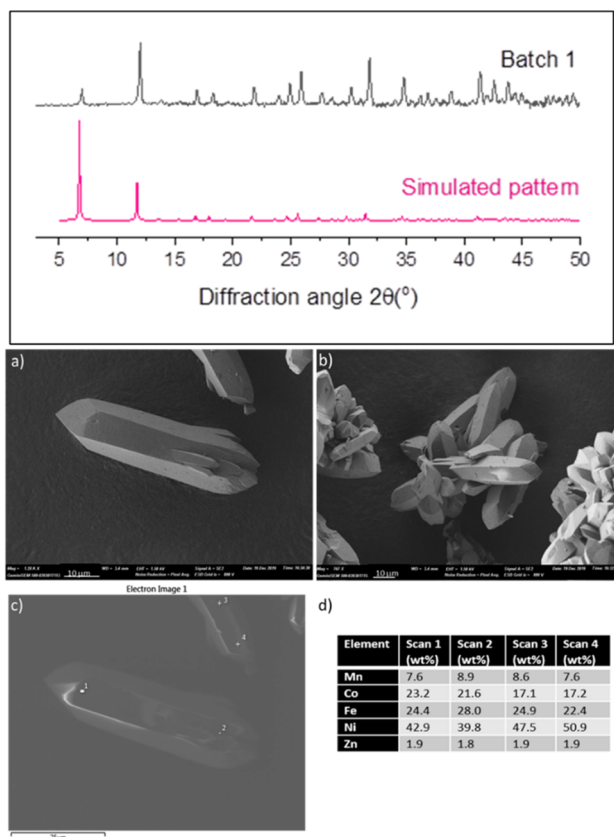 Batch 1
Simulated pattern
5 10 15 20 25 30 35 40 45 50
Diffraction angle 2θ(°)
a)
b)
10 µm
10 µm
Electron Image 1
c)
3
4
1
2
d)
Element Scan 1 (wt%) Scan 2 (wt%) Scan 3 (wt%) Scan 4 (wt%)
Mn 7.6 8.9 8.6 7.6
Co 23.2 21.6 17.1 17.2
Fe 24.4 28.0 24.9 22.4
Ni 42.9 39.8 47.5 50.9
Zn 1.9 1.8 1.9 1.9